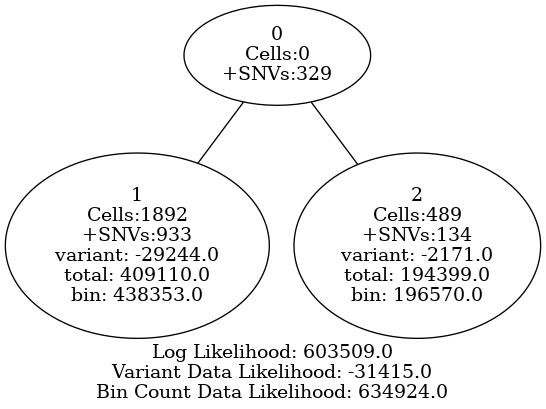 0
Cells:0
+SNVs:329
1
Cells:1892
+SNVs:933
variant: -29244.0
total: 409110.0
bin: 438353.0
2
Cells:489
+SNVs:134
variant: -2171.0
total: 194399.0
bin: 196570.0
Log Likelihood: 603509.0
Variant Data Likelihood: -31415.0
Bin Count Data Likelihood: 634924.0